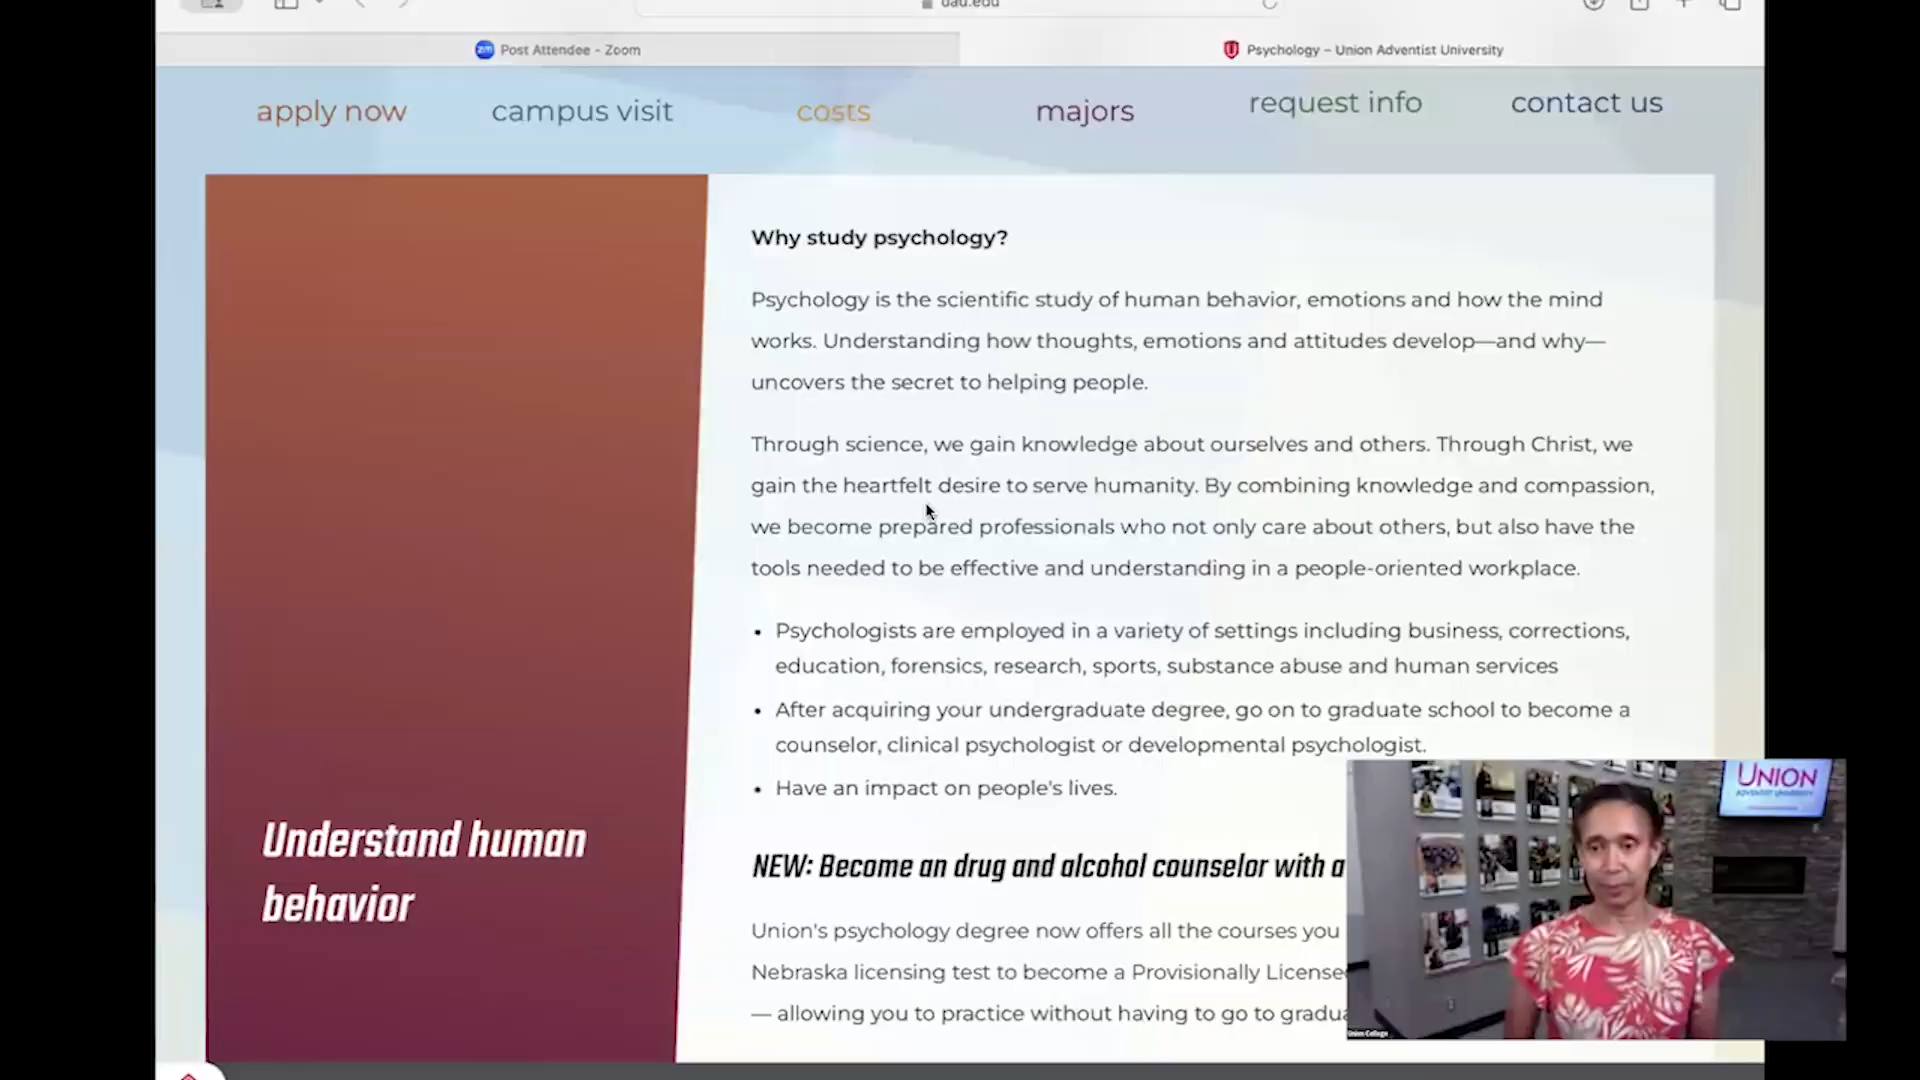 uau.edu
Post Attendee - Zoom
Psychology – Union Adventist University
apply now
campus visit
costs
majors
request info
contact us
Why study psychology?
Psychology is the scientific study of human behavior, emotions and how the mind
works. Understanding how thoughts, emotions and attitudes develop—and why—
uncovers the secret to helping people.
Through science, we gain knowledge about ourselves and others. Through Christ, we
gain the heartfelt desire to serve humanity. By combining knowledge and compassion,
we become prepared professionals who not only care about others, but also have the
tools needed to be effective and understanding in a people-oriented workplace.
• Psychologists are employed in a variety of settings including business, corrections,
education, forensics, research, sports, substance abuse and human services
• After acquiring your undergraduate degree, go on to graduate school to become a
counselor, clinical psychologist or developmental psychologist.
• Have an impact on people's lives.
Understand human
behavior
NEW: Become an drug and alcohol counselor with a
Union's psychology degree now offers all the courses you
Nebraska licensing test to become a Provisionally License
— allowing you to practice without having to go to gradu
UNION
ADVENTIST UNIVERSITY
Union College